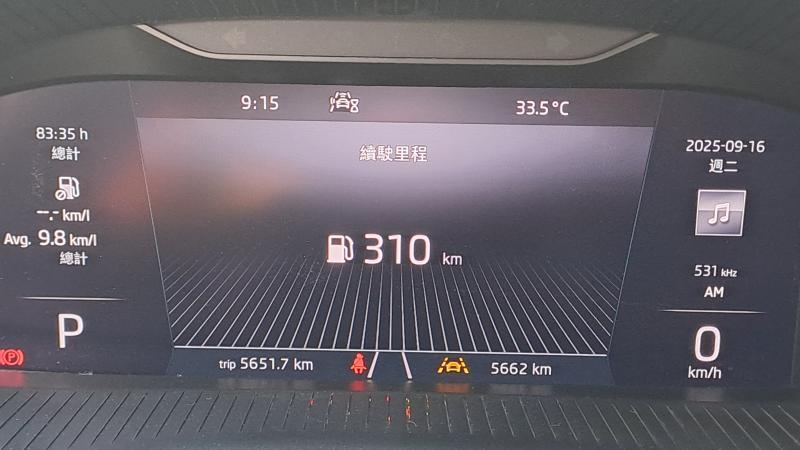 9:15
33.5°C
83:35 h
總計
--.- km/l
Avg. 9.8 km/l
總計
P
(P)
續駛里程
310 km
trip 5651.7 km
5662 km
2025-09-16
週二
531 kHz
AM
0
km/h